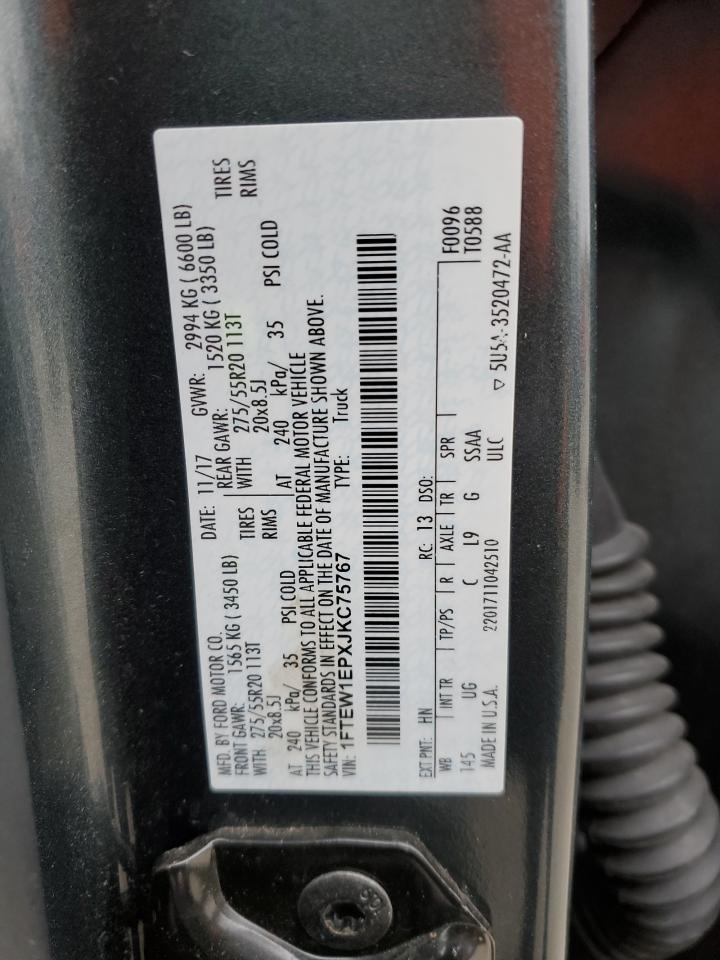 MFD. BY FORD MOTOR CO. DATE: 11/17 GVWR: 2994 KG ( 6600 LB)
FRONT GAWR: 1565 KG ( 3450 LB) REAR GAWR: 1520 KG ( 3350 LB)
WITH 275/55R20 113T TIRES WITH 275/55R20 113T TIRES
20x8.5J RIMS 20x8.5J RIMS
AT 240 kPa/ 35 PSI COLD AT 240 kPa/ 35 PSI COLD
THIS VEHICLE CONFORMS TO ALL APPLICABLE FEDERAL MOTOR VEHICLE
SAFETY STANDARDS IN EFFECT ON THE DATE OF MANUFACTURE SHOWN ABOVE.
VIN: 1FTEW1EPXJKC75767 TYPE: Truck
EXT PNT: HN RC: 13 DSO: F0096
WB INT TR TP/PS R AXLE TR SPR T0588
145 UG C L9 G SSAA
MADE IN U.S.A. 2201711042510 ULC ▽ 5U5A-3520472-AA